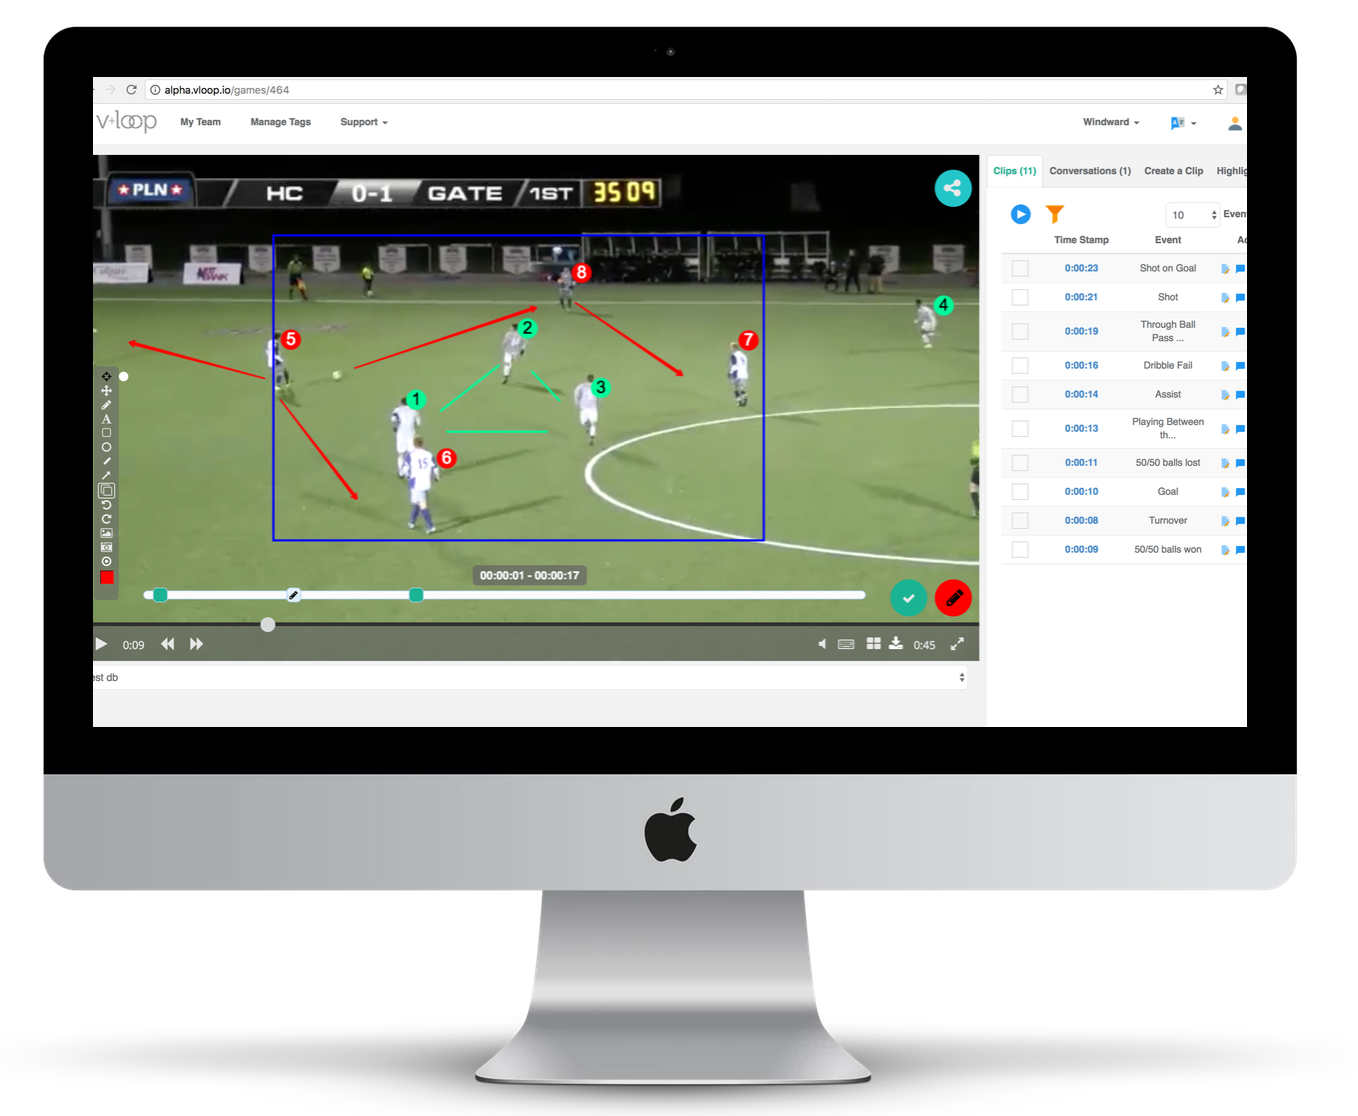 alpha.vloop.io/games/464
v+loop
My Team Manage Tags Support
Windward
PLN HC 0-1 GATE 1ST 35 09
5
8
2
7
4
1
3
6
15
00:00:01 - 00:00:17
0:09
0:45
est db
Clips (11) Conversations (1) Create a Clip Highlig
10 Even
Time Stamp Event Ac
0:00:23 Shot on Goal
0:00:21 Shot
0:00:19 Through Ball
Pass ...
0:00:16 Dribble Fail
0:00:14 Assist
0:00:13 Playing Between
th...
0:00:11 50/50 balls lost
0:00:10 Goal
0:00:08 Turnover
0:00:09 50/50 balls won